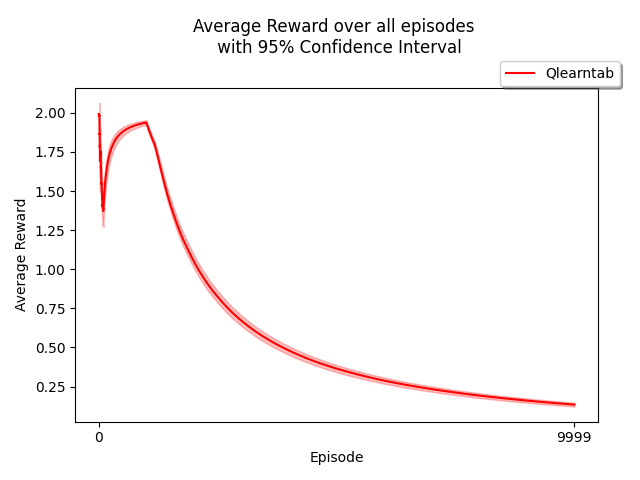 Average Reward over all episodes
with 95% Confidence Interval
Qlearntab
2.00
1.75
1.50
1.25
1.00
0.75
0.50
0.25
Average Reward
0
9999
Episode